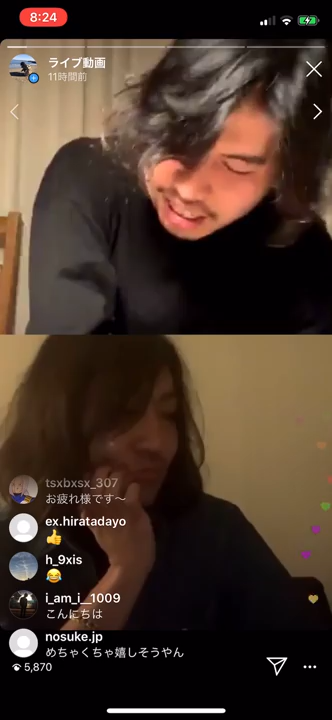 8:24
ライブ動画
11時間前
tsxbxsx_307
お疲れ様です〜
ex.hiratadayo
👍
h_9xis
😂
i_am_i__1009
こんにちは
nosuke.jp
めちゃくちゃ嬉しそうやん
5,870